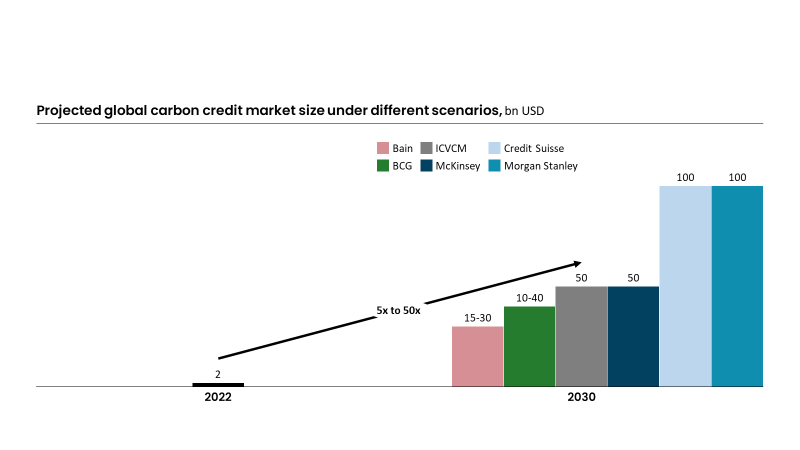 Projected global carbon credit market size under different scenarios, bn USD
Bain ICVCM Credit Suisse
BCG McKinsey Morgan Stanley
100 100
50 50
10-40
5x to 50x
15-30
2
2022 2030